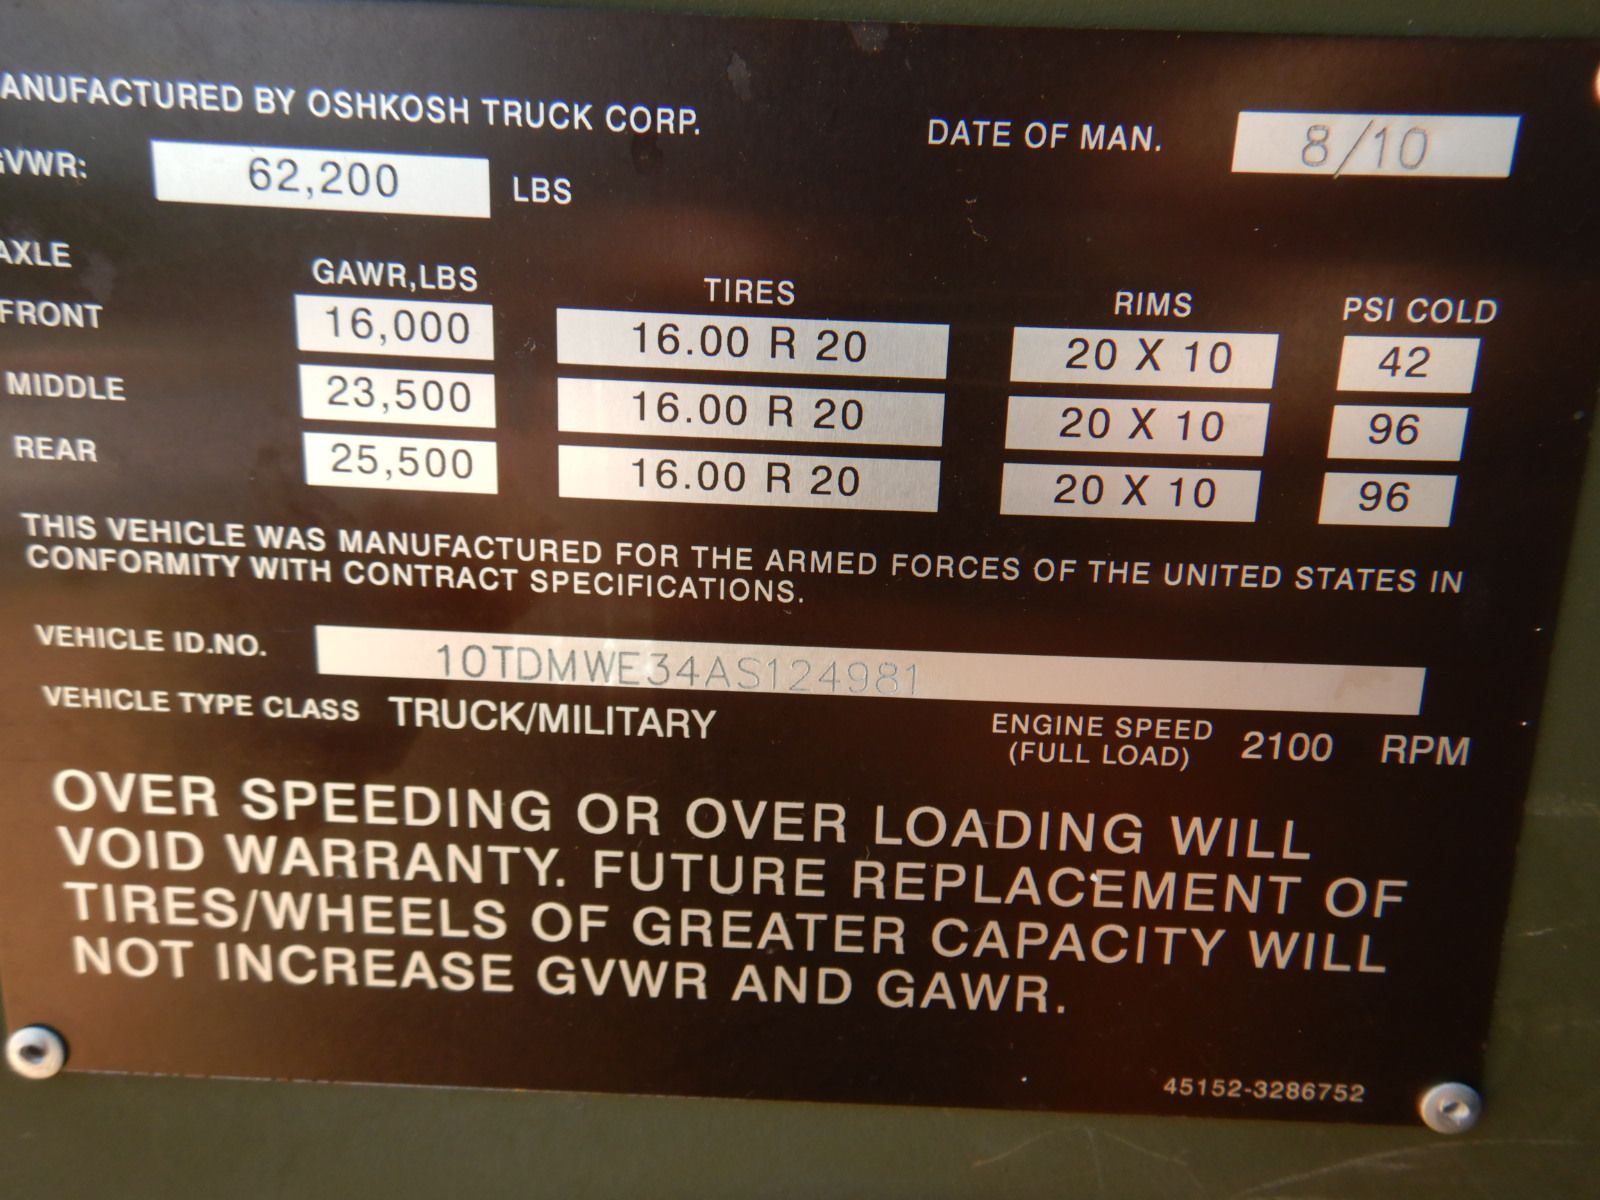 ANUFACTURED BY OSHKOSH TRUCK CORP. DATE OF MAN. 8/10
GVWR: 62,200 LBS
AXLE GAWR,LBS TIRES RIMS PSI COLD
FRONT 16,000 16.00 R 20 20 X 10 42
MIDDLE 23,500 16.00 R 20 20 X 10 96
REAR 25,500 16.00 R 20 20 X 10 96
THIS VEHICLE WAS MANUFACTURED FOR THE ARMED FORCES OF THE UNITED STATES IN
CONFORMITY WITH CONTRACT SPECIFICATIONS.
VEHICLE ID.NO. 10TDMWE34AS124981
VEHICLE TYPE CLASS TRUCK/MILITARY ENGINE SPEED (FULL LOAD) 2100 RPM
OVER SPEEDING OR OVER LOADING WILL
VOID WARRANTY. FUTURE REPLACEMENT OF
TIRES/WHEELS OF GREATER CAPACITY WILL
NOT INCREASE GVWR AND GAWR.
45152-3286752